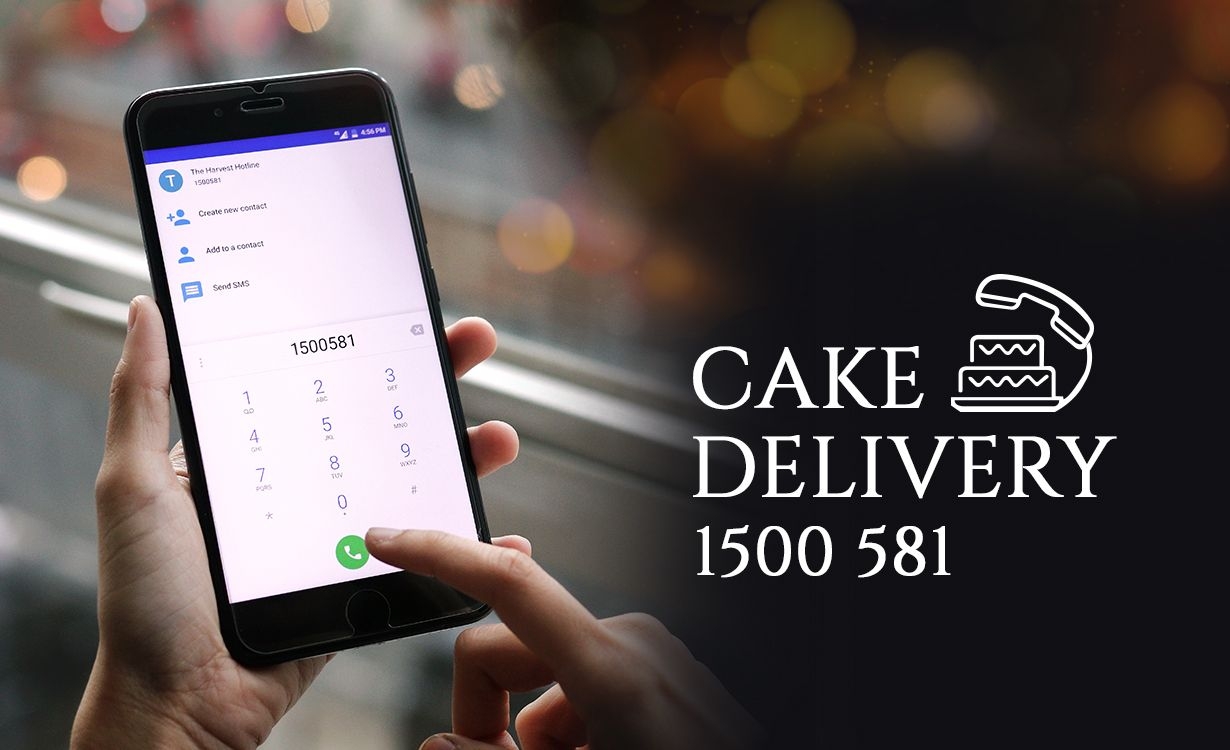 4G 4:56 PM
T The Harvest Hotline
1500581
Create new contact
Add to a contact
Send SMS
1500581
1 2 3
ABC DEF
4 5 6
GHI JKL MNO
7 8 9
PQRS TUV WXYZ
* 0 #
CAKE
DELIVERY
1500 581